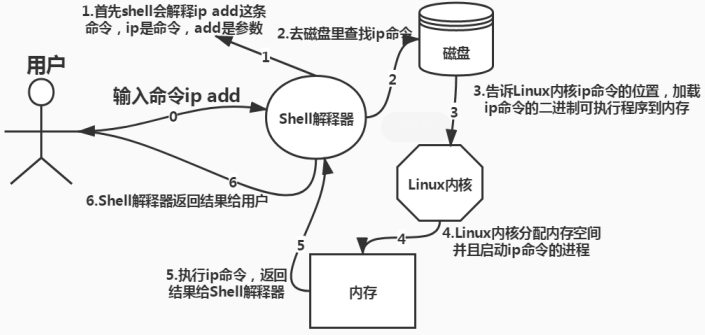 1.首先shell会解释ip add这条
命令，ip是命令，add是参数
2.去磁盘里查找ip命令
磁盘
用户
1
2
输入命令ip add
0
Shell解释器
3.告诉Linux内核ip命令的位置，加载
ip命令的二进制可执行程序到内存
3
Linux内核
6
6.Shell解释器返回结果给用户
4.Linux内核分配内存空间
并且启动ip命令的进程
4
5
5.执行ip命令，返回
结果给Shell解释器
内存